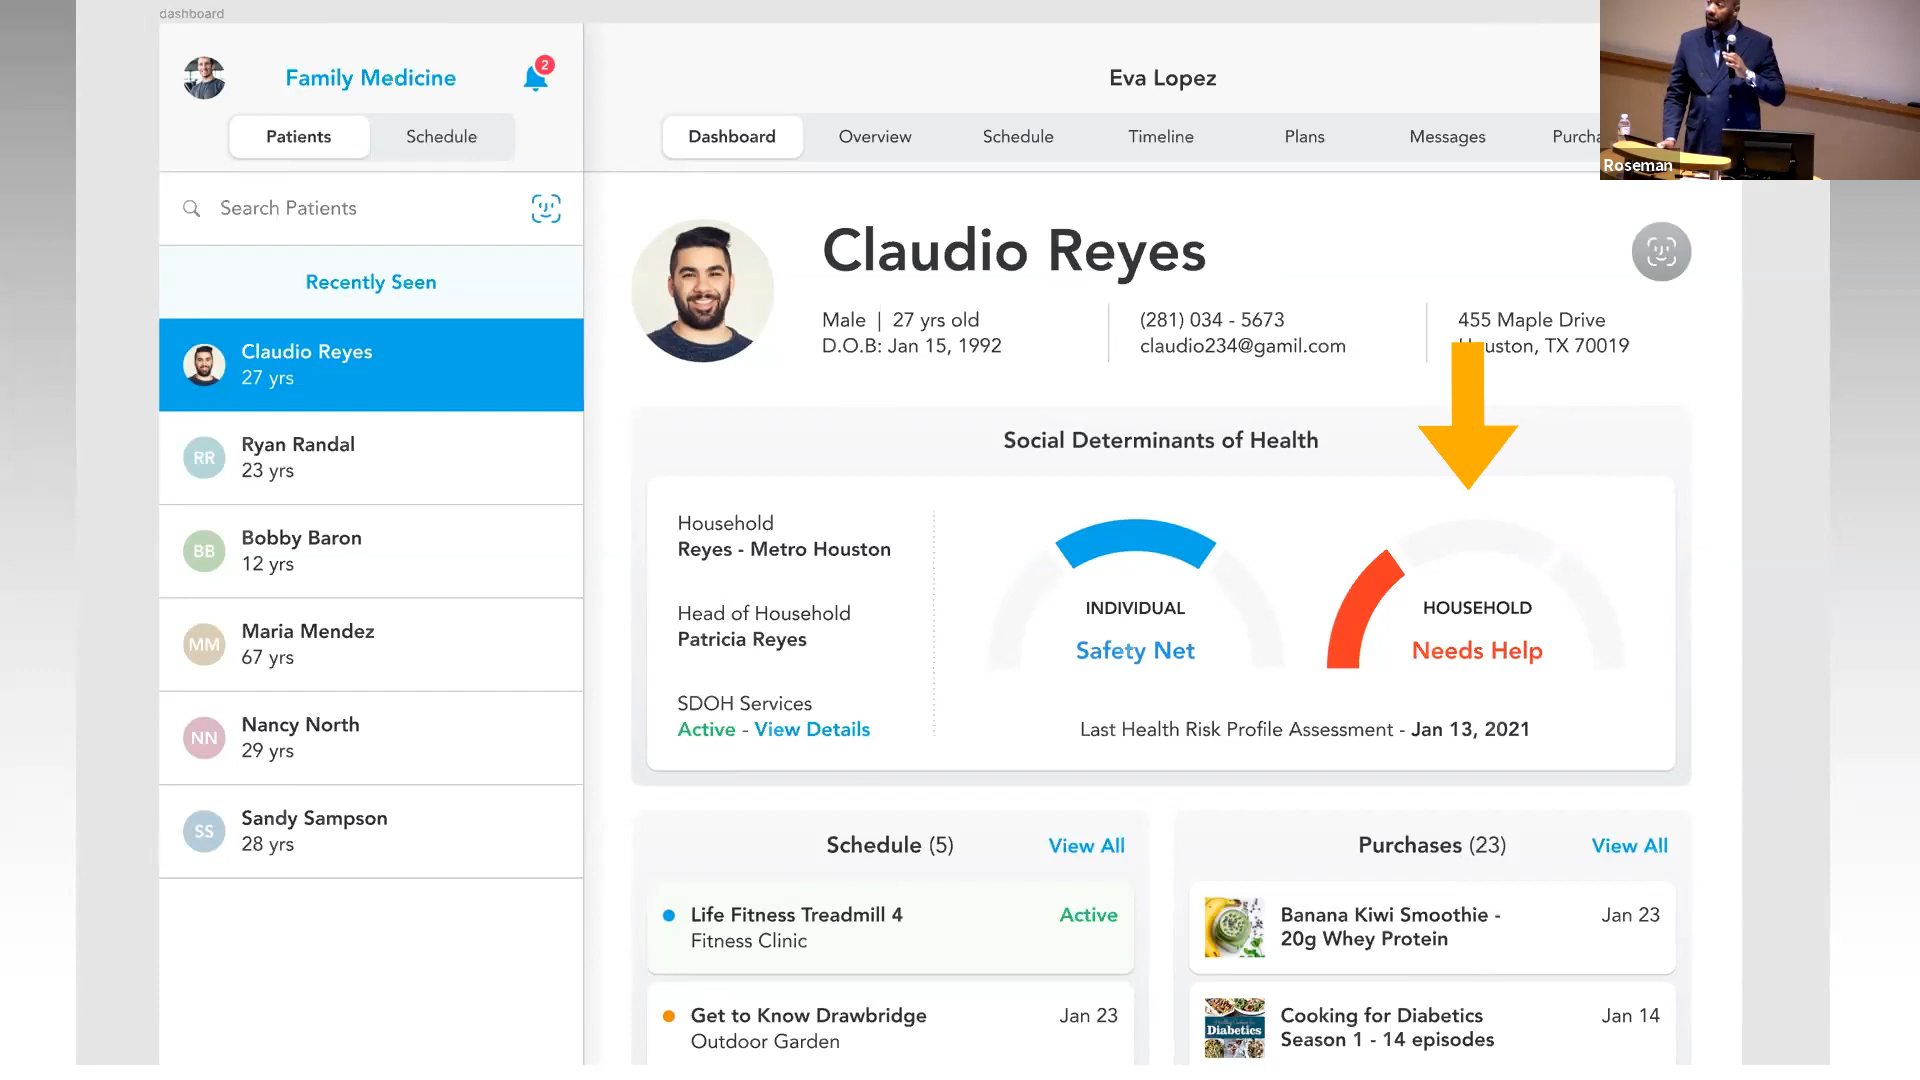 dashboard
Family Medicine
2
Patients
Schedule
Search Patients
Recently Seen
Claudio Reyes
27 yrs
RR
Ryan Randal
23 yrs
BB
Bobby Baron
12 yrs
MM
Maria Mendez
67 yrs
NN
Nancy North
29 yrs
SS
Sandy Sampson
28 yrs
Eva Lopez
Dashboard
Overview
Schedule
Timeline
Plans
Messages
Purcha
Roseman
Claudio Reyes
Male | 27 yrs old
D.O.B: Jan 15, 1992
(281) 034 - 5673
claudio234@gamil.com
455 Maple Drive
Houston, TX 70019
Social Determinants of Health
Household
Reyes - Metro Houston
Head of Household
Patricia Reyes
SDOH Services
Active - View Details
INDIVIDUAL
Safety Net
HOUSEHOLD
Needs Help
Last Health Risk Profile Assessment - Jan 13, 2021
Schedule (5)
View All
Life Fitness Treadmill 4
Fitness Clinic
Active
Get to Know Drawbridge
Outdoor Garden
Jan 23
Purchases (23)
View All
Banana Kiwi Smoothie -
20g Whey Protein
Jan 23
Diabetics
Cooking for Diabetics
Season 1 - 14 episodes
Jan 14